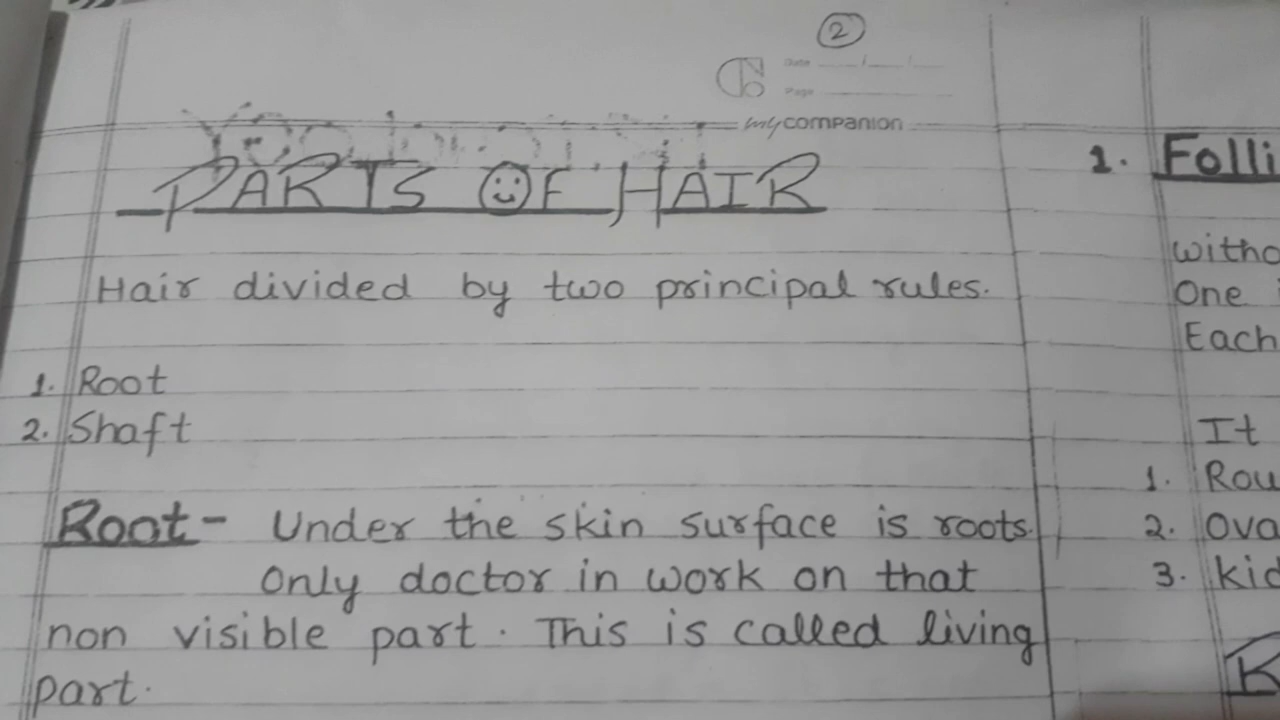 2
Date
Page
mycompanion
PARTS OF HAIR
Hair divided by two principal rules.
1. Root
2. Shaft
Root - Under the skin surface is roots.
Only doctor in work on that
non visible part. This is called living
part.
1. Folli
witho
One
Each
It
1. Rou
2. Ova
3. kid